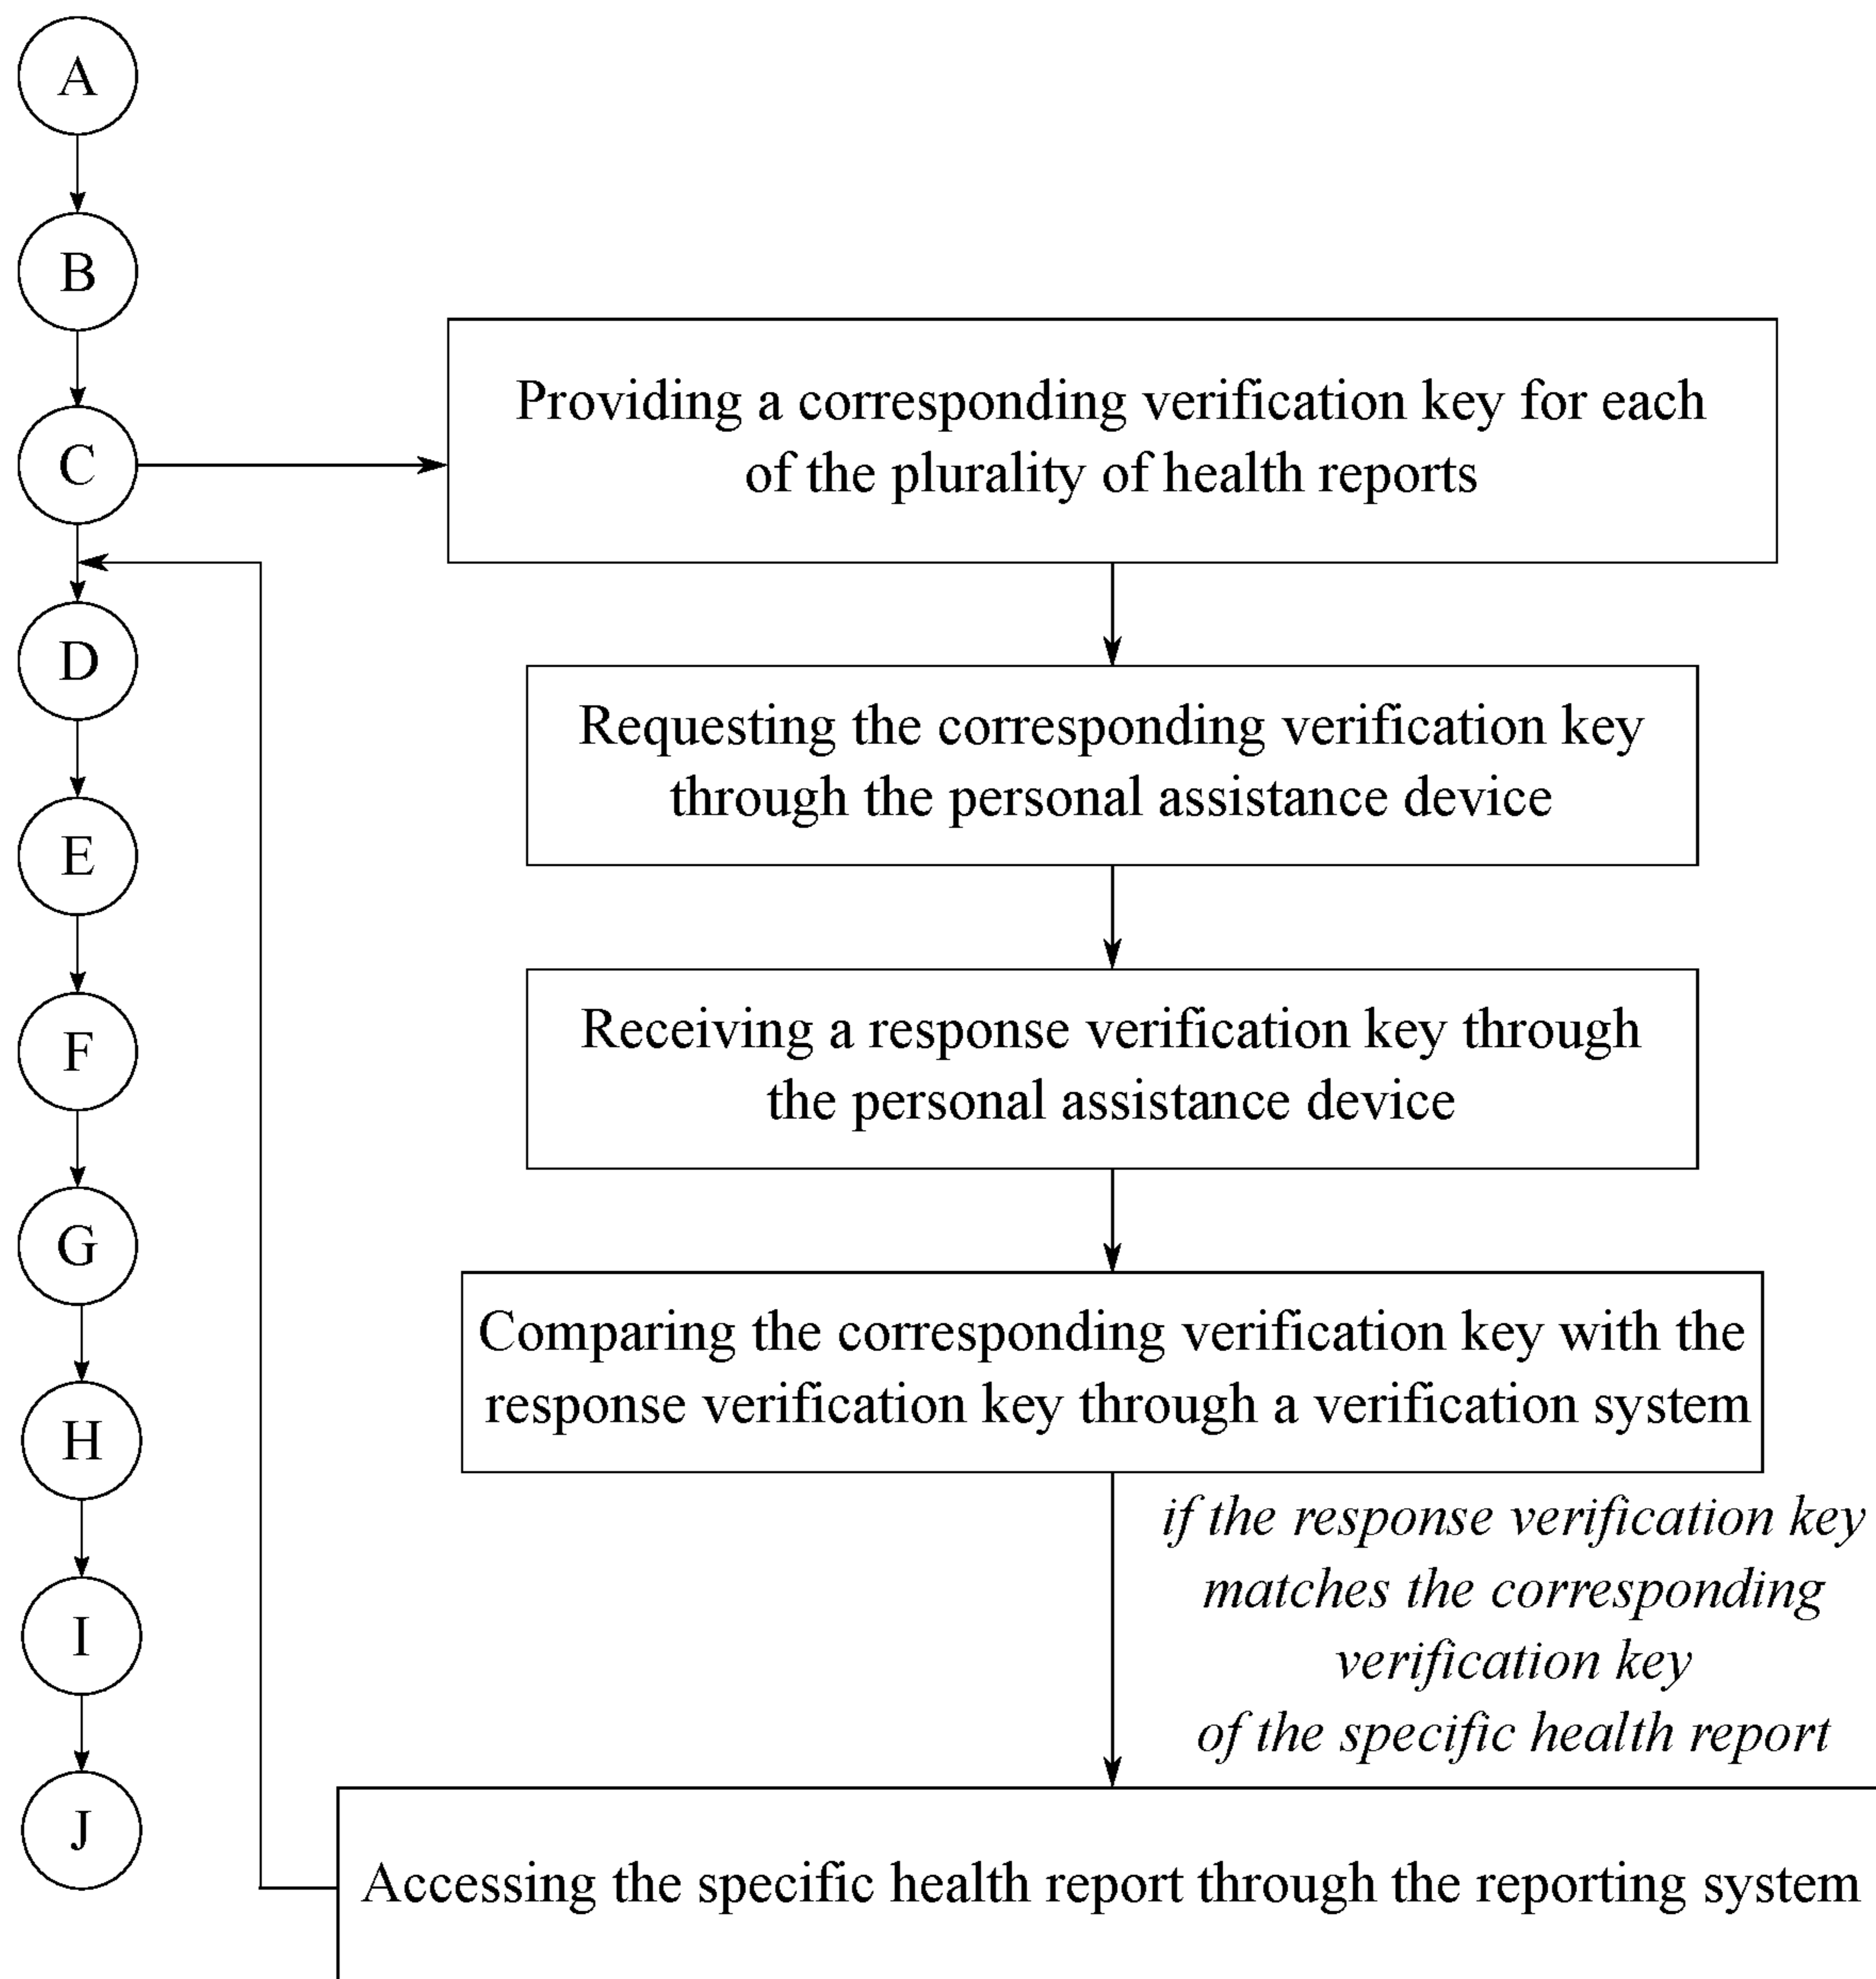 A
B
C
D
E
F
G
H
I
J
Providing a corresponding verification key for each
of the plurality of health reports
Requesting the corresponding verification key
through the personal assistance device
Receiving a response verification key through
the personal assistance device
Comparing the corresponding verification key with the
response verification key through a verification system
if the response verification key
matches the corresponding
verification key
of the specific health report
Accessing the specific health report through the reporting system